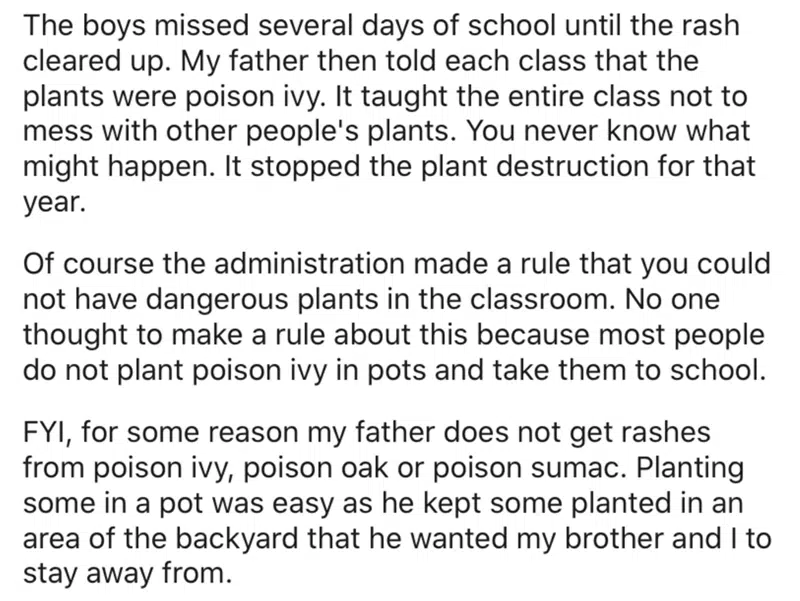 The boys missed several days of school until the rash
cleared up. My father then told each class that the
plants were poison ivy. It taught the entire class not to
mess with other people's plants. You never know what
might happen. It stopped the plant destruction for that
year.
Of course the administration made a rule that you could
not have dangerous plants in the classroom. No one
thought to make a rule about this because most people
do not plant poison ivy in pots and take them to school.
FYI, for some reason my father does not get rashes
from poison ivy, poison oak or poison sumac. Planting
some in a pot was easy as he kept some planted in an
area of the backyard that he wanted my brother and I to
stay away from.